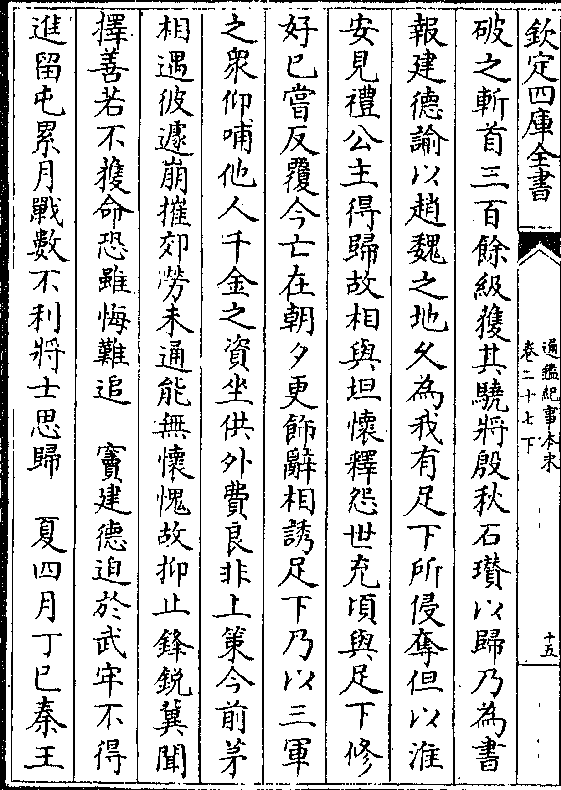 欽定四庫全書
通鑑紀事本末
卷二十七下
十五
破之斬首三百餘級獲其驍將殷秋石瓚以歸乃為書
報建德諭以趙魏之地久為我有足下所侵奪但以淮
安見禮公主得歸故相與坦懷釋怨世充頃與足下修
好已嘗反覆今亡在朝夕更飾辭相誘足下乃以三軍
之衆仰哺他人千金之資坐供外費良非上策今前茅
相遇彼遽崩摧郊勞未通能無懷愧故抑止鋒銳冀聞
擇善若不獲命恐雖悔難追　竇建德迫於武牢不得
進留屯累月戰數不利將士思歸　夏四月丁巳秦王